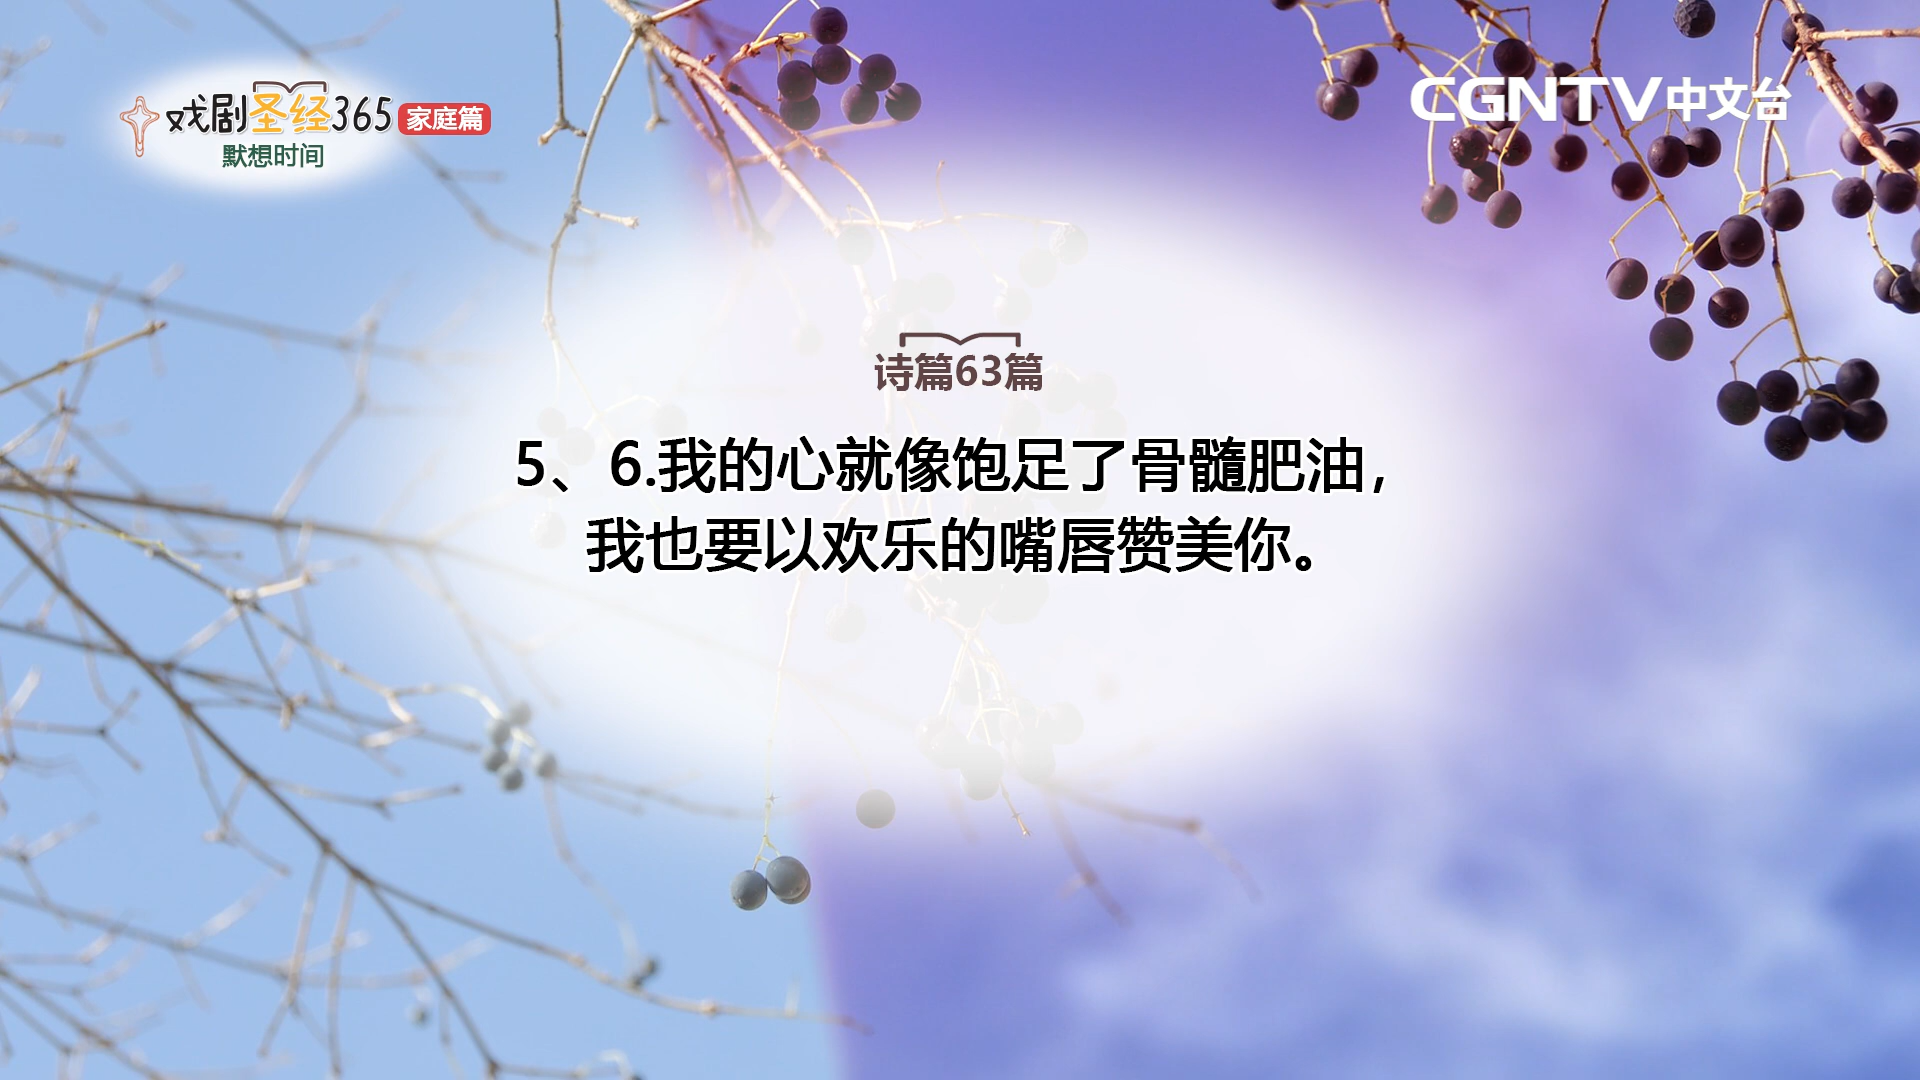 戏剧圣经365 家庭篇
默想时间
CGNTV中文台
诗篇63篇
5、6.我的心就像饱足了骨髓肥油，
我也要以欢乐的嘴唇赞美你。